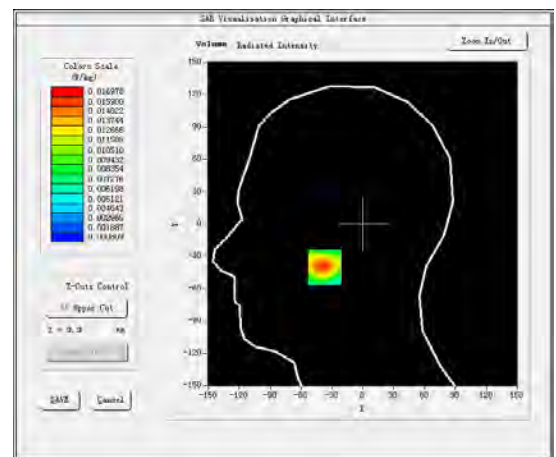 SAR Visualisation Graphical Interface
Volume Radiated Intensity
Zoom In/Out
Colors Scale
(W/kg)
0.016978
0.015900
0.014822
0.013744
0.012666
0.011588
0.010510
0.009432
0.008354
0.007276
0.006198
0.005121
0.004043
0.002965
0.001887
0.000809
Z-Cuts Control
Upper Cut
Z = 0.0 mm
SAVE
Cancel
150
120-
90-
60-
30-
0-
-30-
-60-
-90-
-120-
-150
Y
-150 -120 -90 -60 -30 0 30 60 90 120 150
X